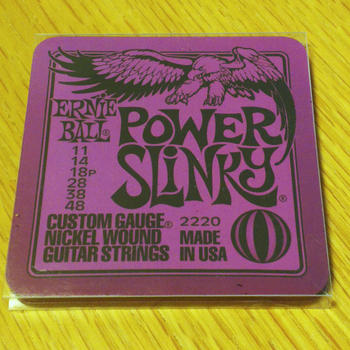 ERNIE
BALL®
POWER
SLINKY®
11
14
18P
28
38
48
CUSTOM GAUGE®
NICKEL WOUND
GUITAR STRINGS
2220
MADE
IN USA